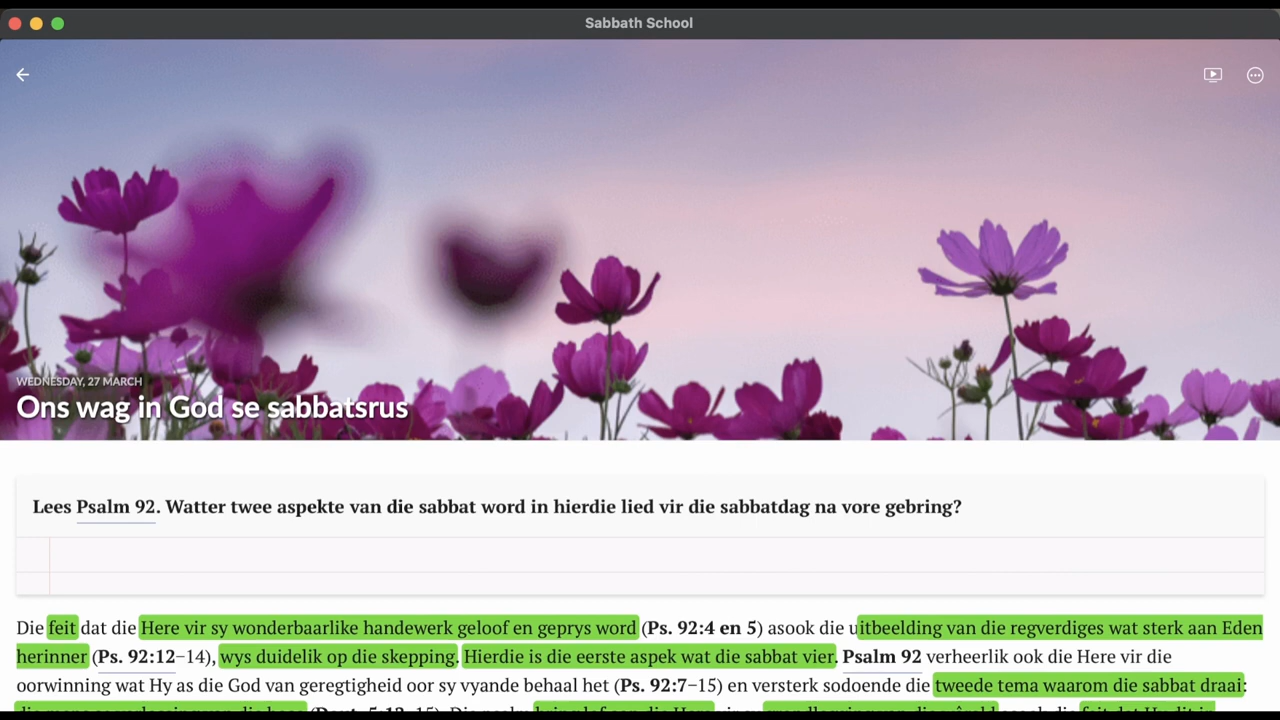 Sabbath School
WEDNESDAY, 27 MARCH
Ons wag in God se sabbatsrus
Lees Psalm 92. Watter twee aspekte van die sabbat word in hierdie lied vir die sabbatdag na vore gebring?
Die feit dat die Here vir sy wonderbaarlike handewerk geloof en geprys word (Ps. 92:4 en 5) asook die uitbeelding van die regverdiges wat sterk aan Eden
herinner (Ps. 92:12–14), wys duidelik op die skepping. Hierdie is die eerste aspek wat die sabbat vier. Psalm 92 verheerlik ook die Here vir die
oorwinning wat Hy as die God van geregtigheid oor sy vyande behaal het (Ps. 92:7–15) en versterk sodoende die tweede tema waarom die sabbat draai: